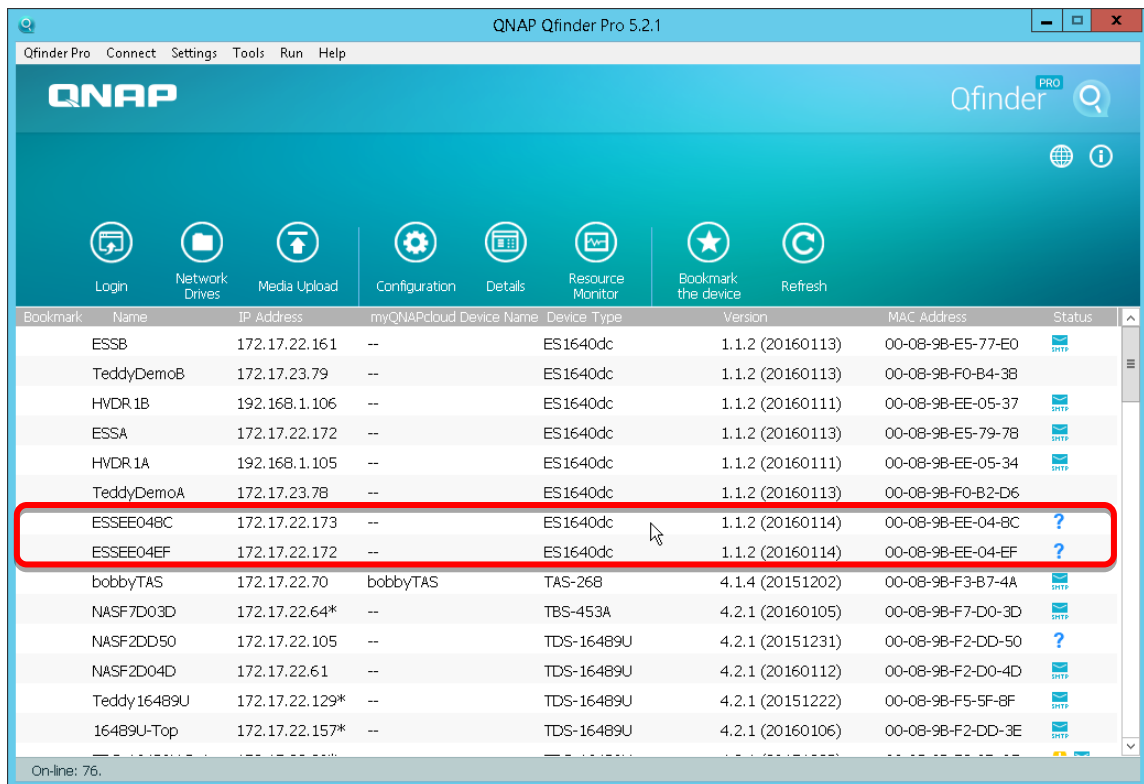 QNAP Qfinder Pro 5.2.1
Qfinder Pro Connect Settings Tools Run Help
QNAP
Qfinder PRO
Login
Network Drives
Media Upload
Configuration
Details
Resource Monitor
Bookmark the device
Refresh
Bookmark Name IP Address myQNAPcloud Device Name Device Type Version MAC Address Status
ESSB 172.17.22.161 -- ES1640dc 1.1.2 (20160113) 00-08-9B-E5-77-E0 SMTP
TeddyDemoB 172.17.23.79 -- ES1640dc 1.1.2 (20160113) 00-08-9B-F0-B4-38
HVDR1B 192.168.1.106 -- ES1640dc 1.1.2 (20160111) 00-08-9B-EE-05-37 SMTP
ESSA 172.17.22.172 -- ES1640dc 1.1.2 (20160113) 00-08-9B-E5-79-78 SMTP
HVDR1A 192.168.1.105 -- ES1640dc 1.1.2 (20160111) 00-08-9B-EE-05-34 SMTP
TeddyDemoA 172.17.23.78 -- ES1640dc 1.1.2 (20160113) 00-08-9B-F0-B2-D6
ESSEE048C 172.17.22.173 -- ES1640dc 1.1.2 (20160114) 00-08-9B-EE-04-8C ?
ESSEE04EF 172.17.22.172 -- ES1640dc 1.1.2 (20160114) 00-08-9B-EE-04-EF ?
bobbyTAS 172.17.22.70 bobbyTAS TAS-268 4.1.4 (20151202) 00-08-9B-F3-B7-4A SMTP
NASF7D03D 172.17.22.64* -- TBS-453A 4.2.1 (20160105) 00-08-9B-F7-D0-3D SMTP
NASF2DD50 172.17.22.105 -- TDS-16489U 4.2.1 (20151231) 00-08-9B-F2-DD-50 ?
NASF2D04D 172.17.22.61 -- TDS-16489U 4.2.1 (20160112) 00-08-9B-F2-D0-4D SMTP
Teddy16489U 172.17.22.129* -- TDS-16489U 4.2.1 (20151222) 00-08-9B-F5-5F-8F SMTP
16489U-Top 172.17.22.157* -- TDS-16489U 4.2.1 (20160106) 00-08-9B-F2-DD-3E SMTP
On-line: 76.